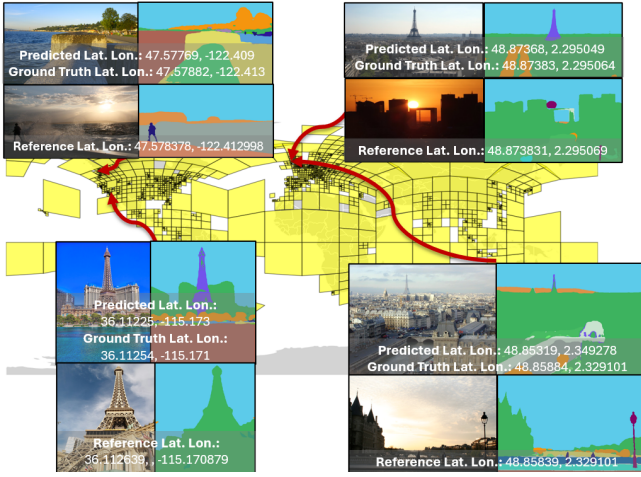 Predicted Lat. Lon.: 47.57769, -122.409
Ground Truth Lat. Lon.: 47.57882, -122.413
Reference Lat. Lon.: 47.578378, -122.412998
Predicted Lat. Lon.: 48.87368, 2.295049
Ground Truth Lat. Lon.: 48.87383, 2.295064
Reference Lat. Lon.: 48.873831, 2.295069
Predicted Lat. Lon.:
36.11225, -115.173
Ground Truth Lat. Lon.:
36.11254, -115.171
Reference Lat. Lon.:
36.112639, , -115.170879
Predicted Lat. Lon.: 48.85319, 2.349278
Ground Truth Lat. Lon.: 48.85884, 2.329101
Reference Lat. Lon.: 48.85839, 2.329101